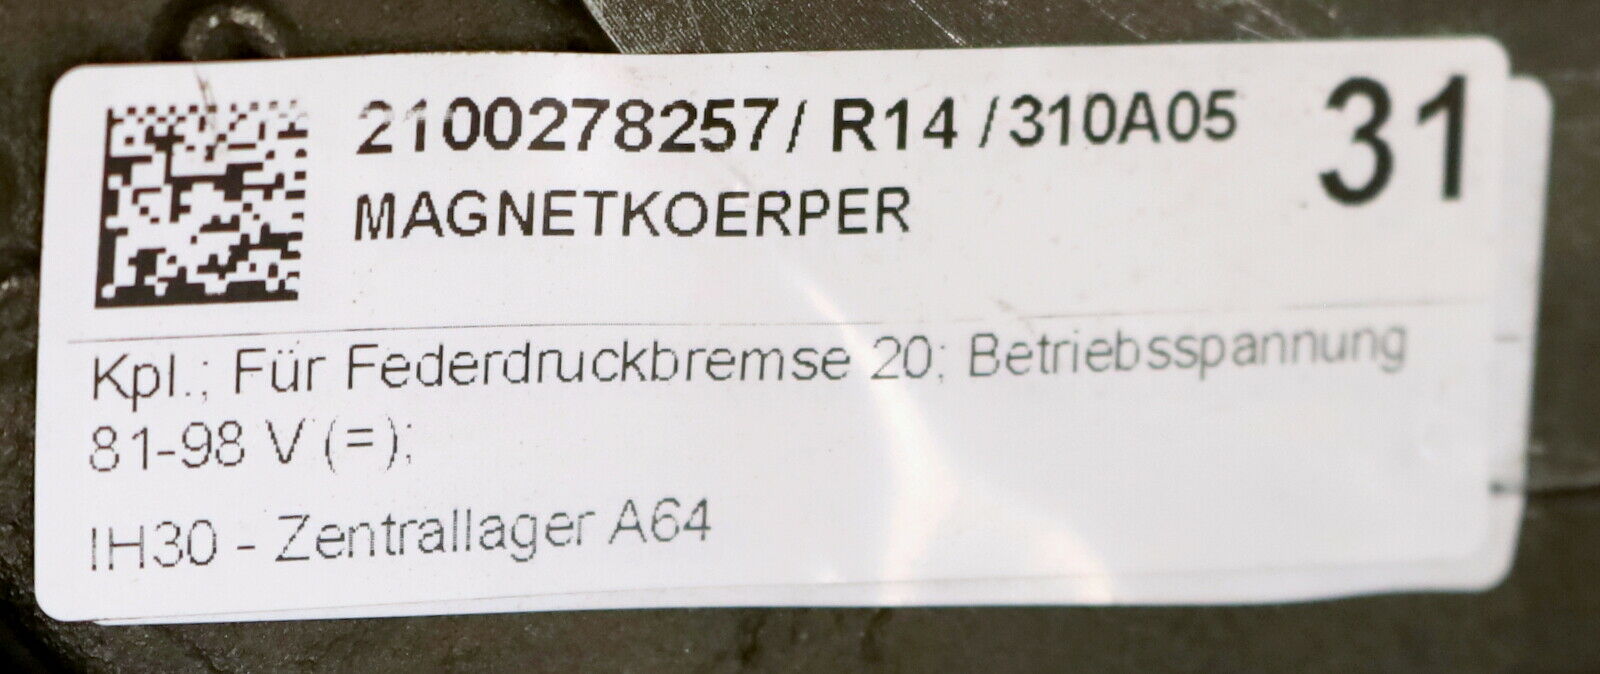 2100278257/ R14 /310A05
31
MAGNETKOERPER
Kpl.; Für Federdruckbremse 20; Betriebsspannung
81-98 V (=);
IH30 - Zentrallager A64